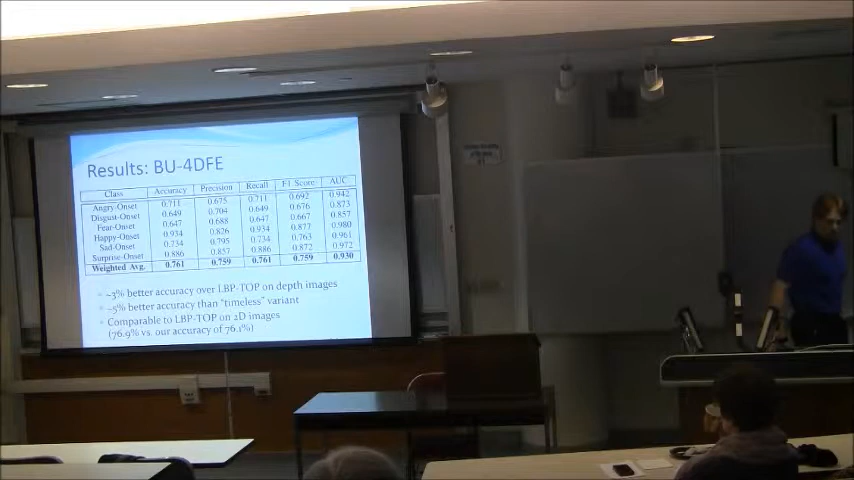 Results: BU-4DFE
Class Accuracy Precision Recall F1 Score AUC
Angry-Onset 0.711 0.675 0.711 0.692 0.942
Disgust-Onset 0.649 0.704 0.649 0.676 0.873
Fear-Onset 0.647 0.688 0.647 0.667 0.857
Happy-Onset 0.934 0.826 0.934 0.877 0.980
Sad-Onset 0.734 0.795 0.734 0.763 0.961
Surprise-Onset 0.886 0.857 0.886 0.872 0.972
Weighted Avg. 0.761 0.759 0.761 0.759 0.930
~3% better accuracy over LBP-TOP on depth images
~5% better accuracy than "timeless" variant
Comparable to LBP-TOP on 2D images
(76.9% vs. our accuracy of 76.1%)